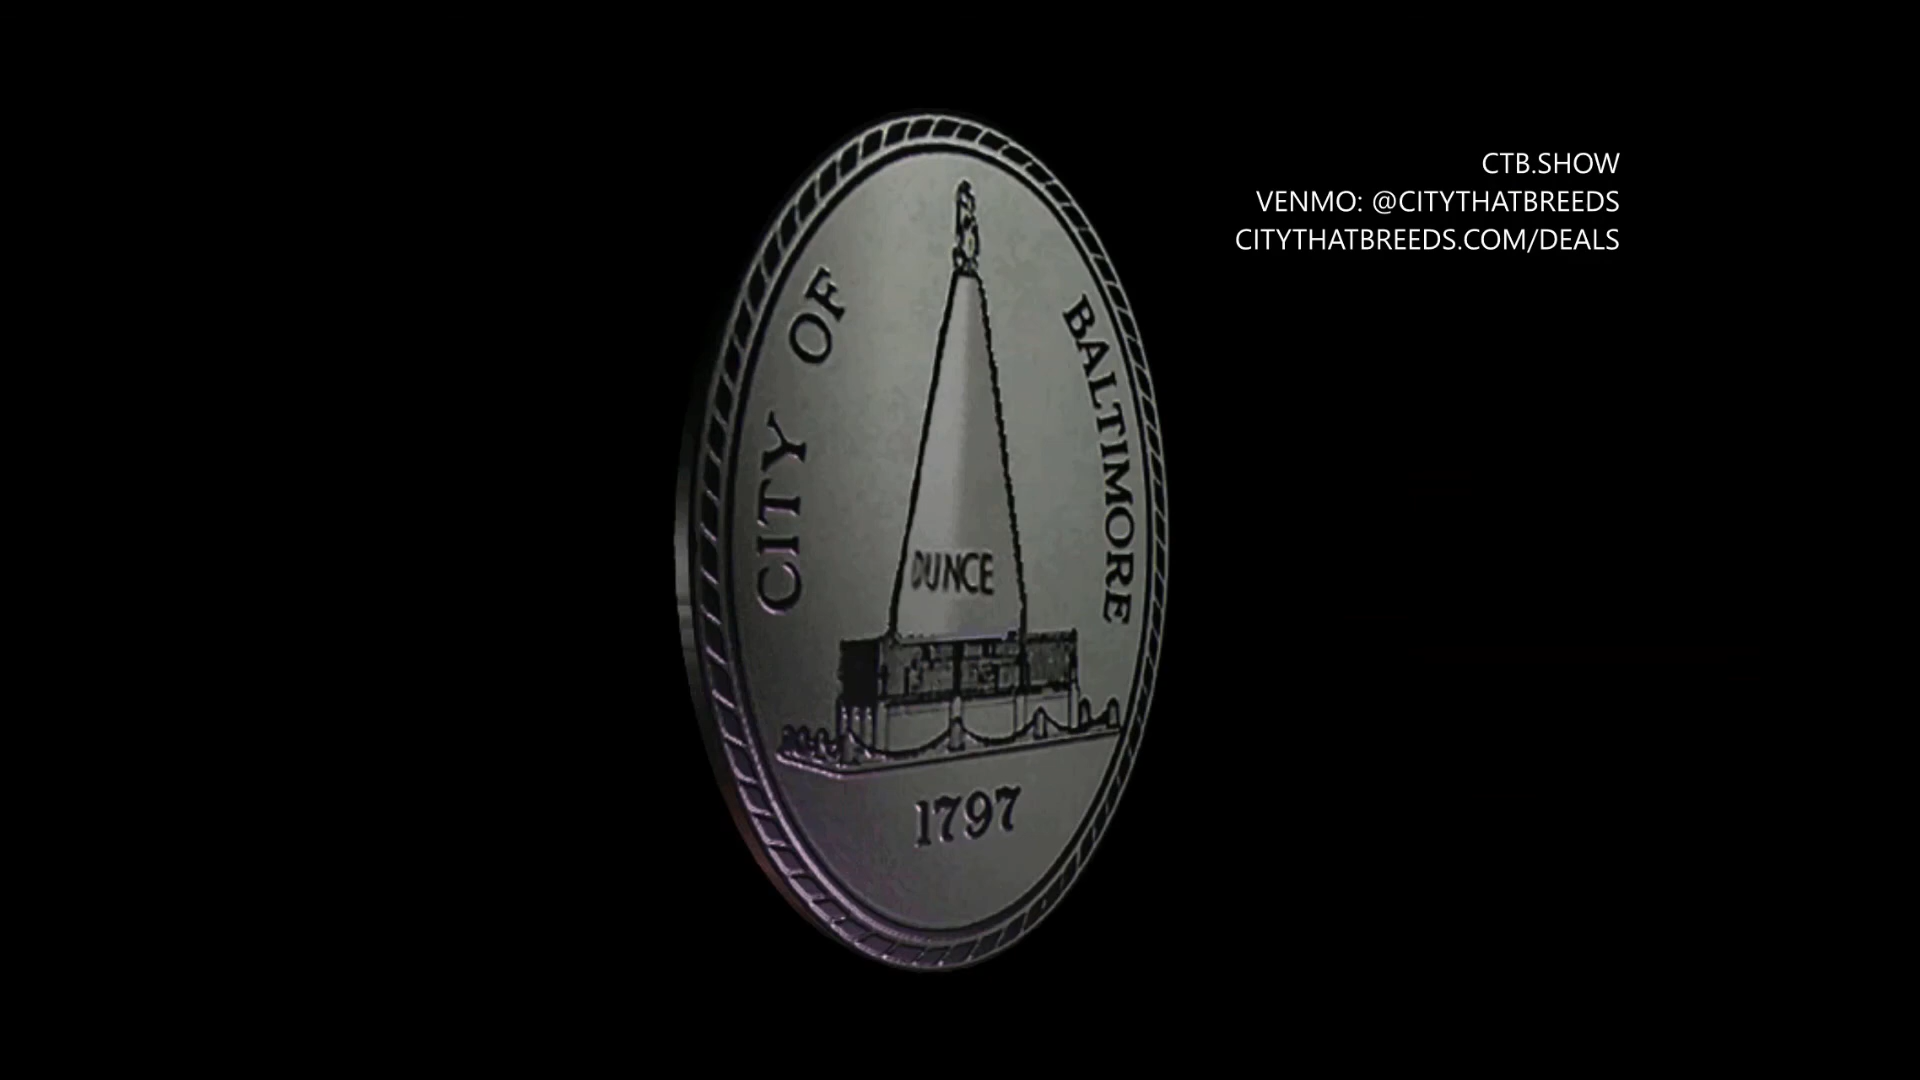 CTB.SHOW
VENMO: @CITYTHATBREEDS
CITYTHATBREEDS.COM/DEALS
CITY OF BALTIMORE
DUNCE
1797